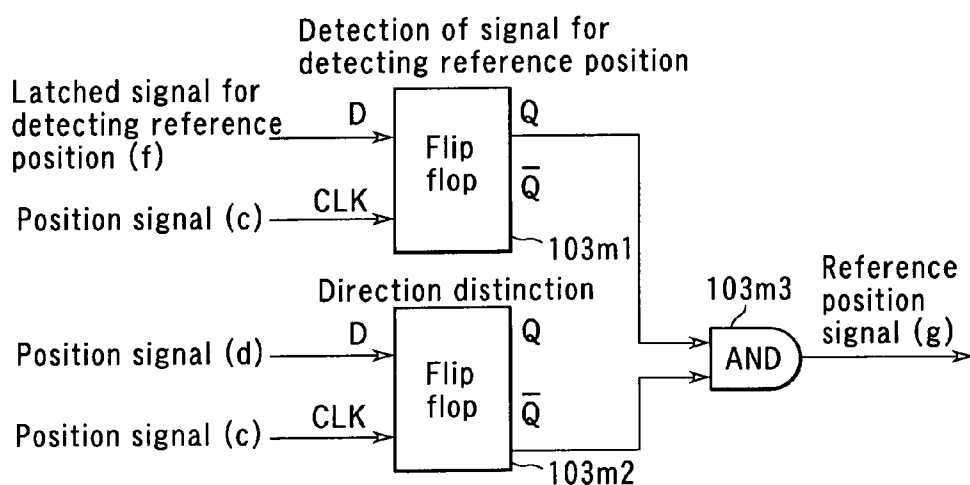 Detection of signal for
detecting reference position
Latched signal for
detecting reference
position (f)
D
Q
Flip
flop
Q̅
Position signal (c)
CLK
103m1
Direction distinction
Position signal (d)
D
Q
Flip
flop
Q̅
Position signal (c)
CLK
103m2
103m3
AND
Reference
position
signal (g)